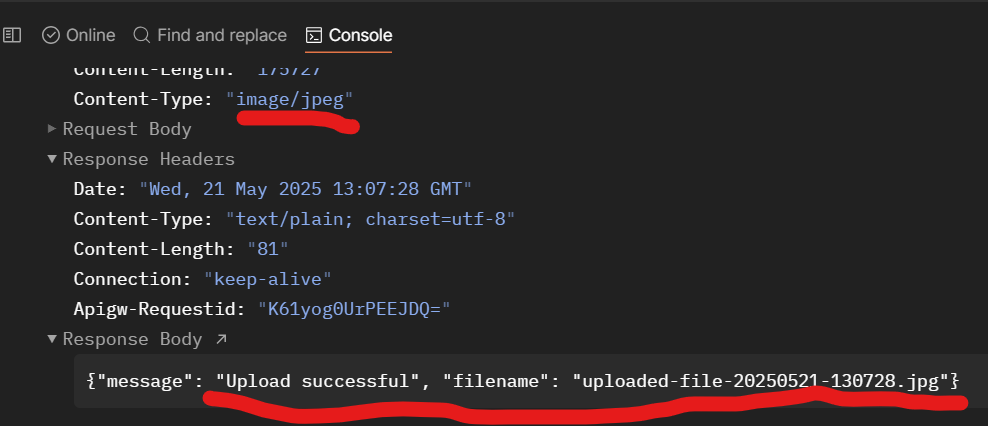 Online Find and replace Console
Content-Length: "175727"
Content-Type: "image/jpeg"
Request Body
Response Headers
Date: "Wed, 21 May 2025 13:07:28 GMT"
Content-Type: "text/plain; charset=utf-8"
Content-Length: "81"
Connection: "keep-alive"
Apigw-Requestid: "K61yog0UrPEEJDQ="
Response Body ↗
{"message": "Upload successful", "filename": "uploaded-file-20250521-130728.jpg"}